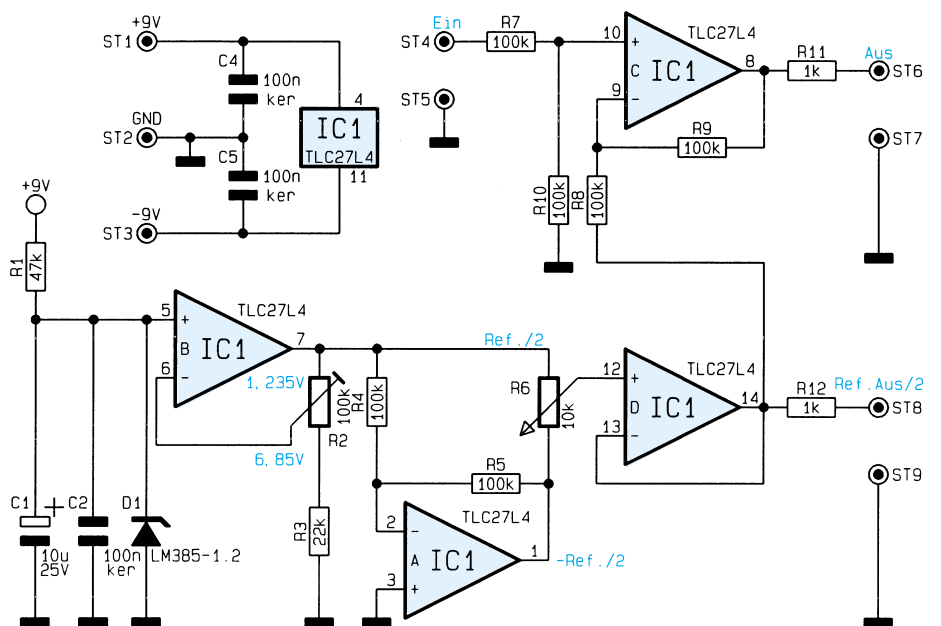 +9V
ST1
C4
100n
ker
4
GND
ST2
IC1
TLC27L4
C5
100n
ker
11
-9V
ST3
Ein
ST4
R7
100k
ST5
10
+
C
IC1
TLC27L4
8
9
-
R9
100k
R11
1k
Aus
ST6
ST7
R10
100k
R8
100k
+9V
R1
47k
5
+
B
IC1
TLC27L4
7
6
-
1,235V
6,85V
100k
R2
R4
100k
R3
22k
Ref./2
R6
10k
R5
100k
12
+
D
IC1
TLC27L4
14
13
-
R12
1k
Ref.Aus/2
ST8
ST9
C1
+
10u
25V
C2
100n
ker
D1
LM385-1.2
2
-
A
IC1
TLC27L4
1
3
+
-Ref./2